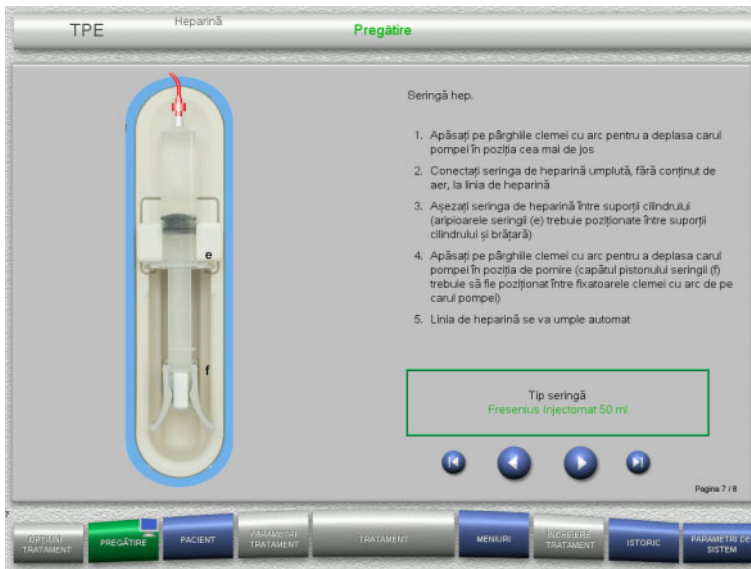 TPE
Heparină
Pregătire
Seringă hep.
1. Apăsați pe pârghiile clemei cu arc pentru a deplasa carul
pompei în poziția cea mai de jos
2. Conectați seringa de heparină umplută, fără conținut de
aer, la linia de heparină
3. Așezați seringa de heparină între suporții cilindrului
(aripioarele seringii (e) trebuie poziționate între suporții
cilindrului și brățară)
4. Apăsați pe pârghiile clemei cu arc pentru a deplasa carul
pompei în poziția de pornire (capătul pistonului seringii (f)
trebuie să fie poziționat între fixatoarele clemei cu arc de pe
carul pompei)
5. Linia de heparină se va umple automat
e
f
Tip seringă
Fresenius Injectomat 50 ml
Pagina 7 / 8
7
OPȚIUNI
TRATAMENT
PREGĂTIRE
PACIENT
PARAMETRI
TRATAMENT
TRATAMENT
MENIURI
ÎNCHEIERE
TRATAMENT
ISTORIC
PARAMETRI DE
SISTEM